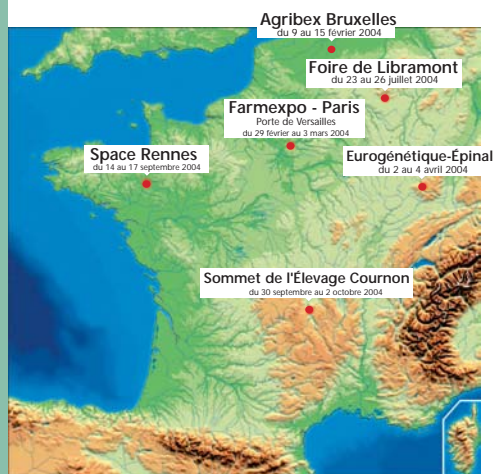 Agribex Bruxelles
du 9 au 15 février 2004
Foire de Libramont
du 23 au 26 juillet 2004
Farmexpo - Paris
Porte de Versailles
du 29 février au 3 mars 2004
Space Rennes
du 14 au 17 septembre 2004
Eurogénétique-Épinal
du 2 au 4 avril 2004
Sommet de l'Élevage Cournon
du 30 septembre au 2 octobre 2004